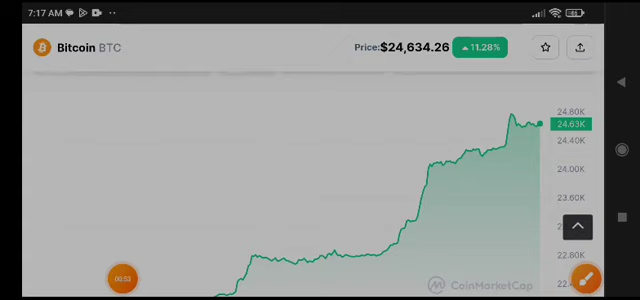 7:17 AM
Bitcoin BTC
Price:$24,634.26
11.28%
24.80K
24.63K
24.40K
24.00K
23.60K
22.80K
00:53
CoinMarketCap